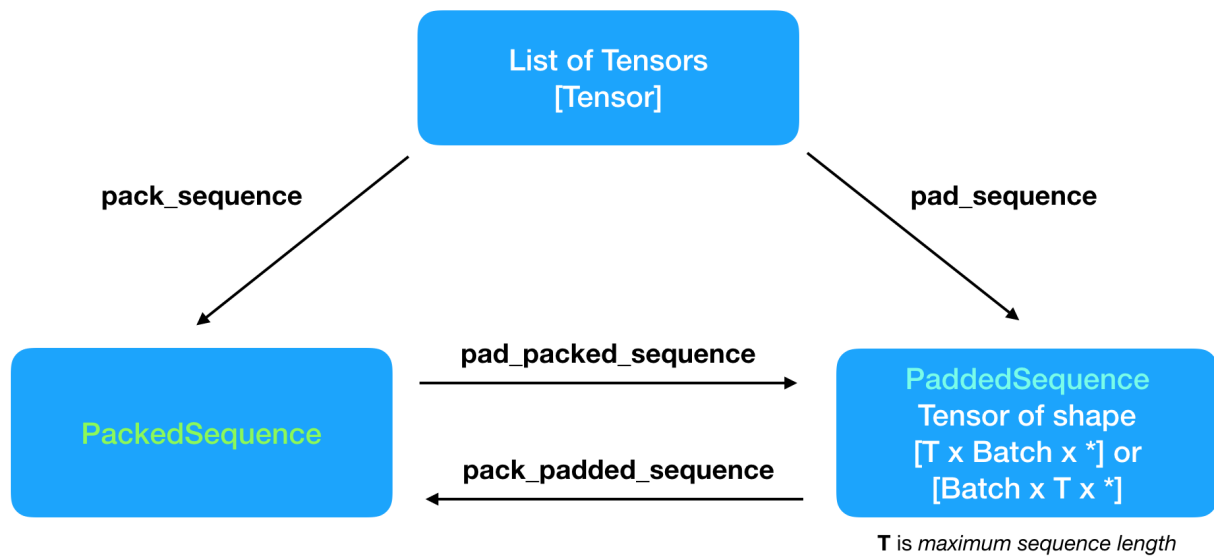 List of Tensors
[Tensor]
pack_sequence
pad_sequence
pad_packed_sequence
PackedSequence
pack_padded_sequence
PaddedSequence
Tensor of shape
[T x Batch x *] or
[Batch x T x *]
T is maximum sequence length